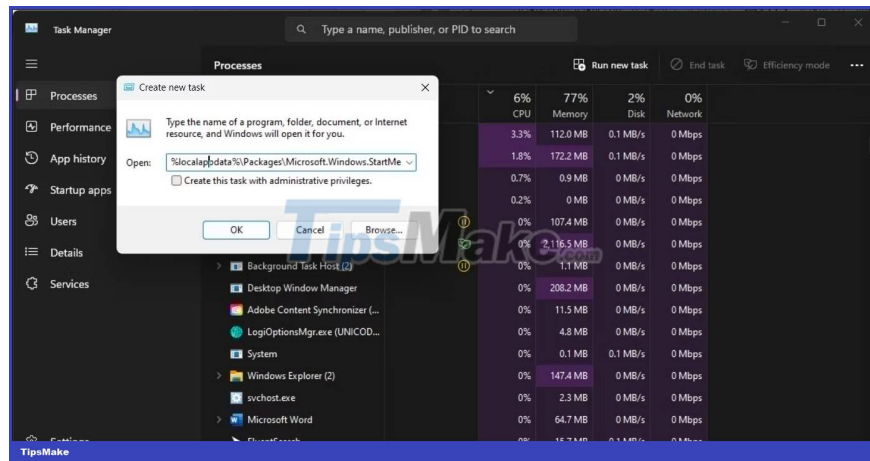 Task Manager
Type a name, publisher, or PID to search
Processes
Run new task
End task
Efficiency mode
Create new task
Type the name of a program, folder, document, or Internet
resource, and Windows will open it for you.
Open:
%localappdata%\Packages\Microsoft.Windows.StartMe
Create this task with administrative privileges.
OK
Cancel
Browse...
Processes
Performance
App history
Startup apps
Users
Details
Services
6% 77% 2% 0%
CPU Memory Disk Network
3.3% 112.0 MB 0.1 MB/s 0 Mbps
1.8% 172.2 MB 0.1 MB/s 0 Mbps
0.7% 0.9 MB 0 MB/s 0 Mbps
0.2% 0 MB 0 MB/s 0 Mbps
0% 107.4 MB 0 MB/s 0 Mbps
0% 2,116.5 MB 0 MB/s 0 Mbps
Background Task Host (2) 0% 1.1 MB 0 MB/s 0 Mbps
Desktop Window Manager 0% 208.2 MB 0 MB/s 0 Mbps
Adobe Content Synchronizer (... 0% 11.5 MB 0 MB/s 0 Mbps
LogiOptionsMgr.exe (UNICOD... 0% 4.8 MB 0 MB/s 0 Mbps
System 0% 0.1 MB 0.1 MB/s 0 Mbps
Windows Explorer (2) 0% 147.4 MB 0 MB/s 0 Mbps
svchost.exe 0% 2.3 MB 0 MB/s 0 Mbps
Microsoft Word 0% 64.7 MB 0 MB/s 0 Mbps
TipsMake.com
TipsMake